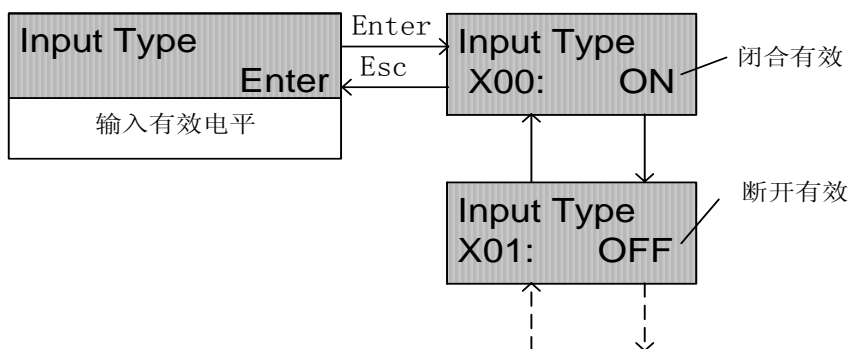 Input Type
Enter
输入有效电平
Enter
Esc
Input Type
X00: ON
闭合有效
Input Type
X01: OFF
断开有效